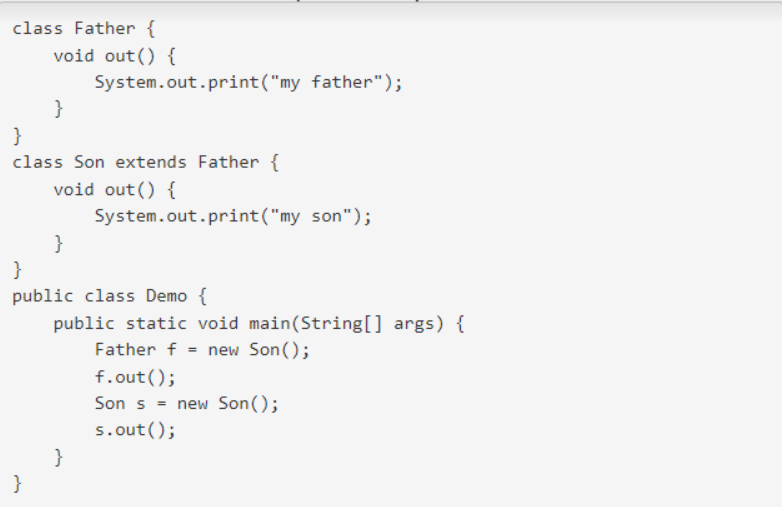 class Father {
    void out() {
        System.out.print("my father");
    }
}
class Son extends Father {
    void out() {
        System.out.print("my son");
    }
}
public class Demo {
    public static void main(String[] args) {
        Father f = new Son();
        f.out();
        Son s = new Son();
        s.out();
    }
}